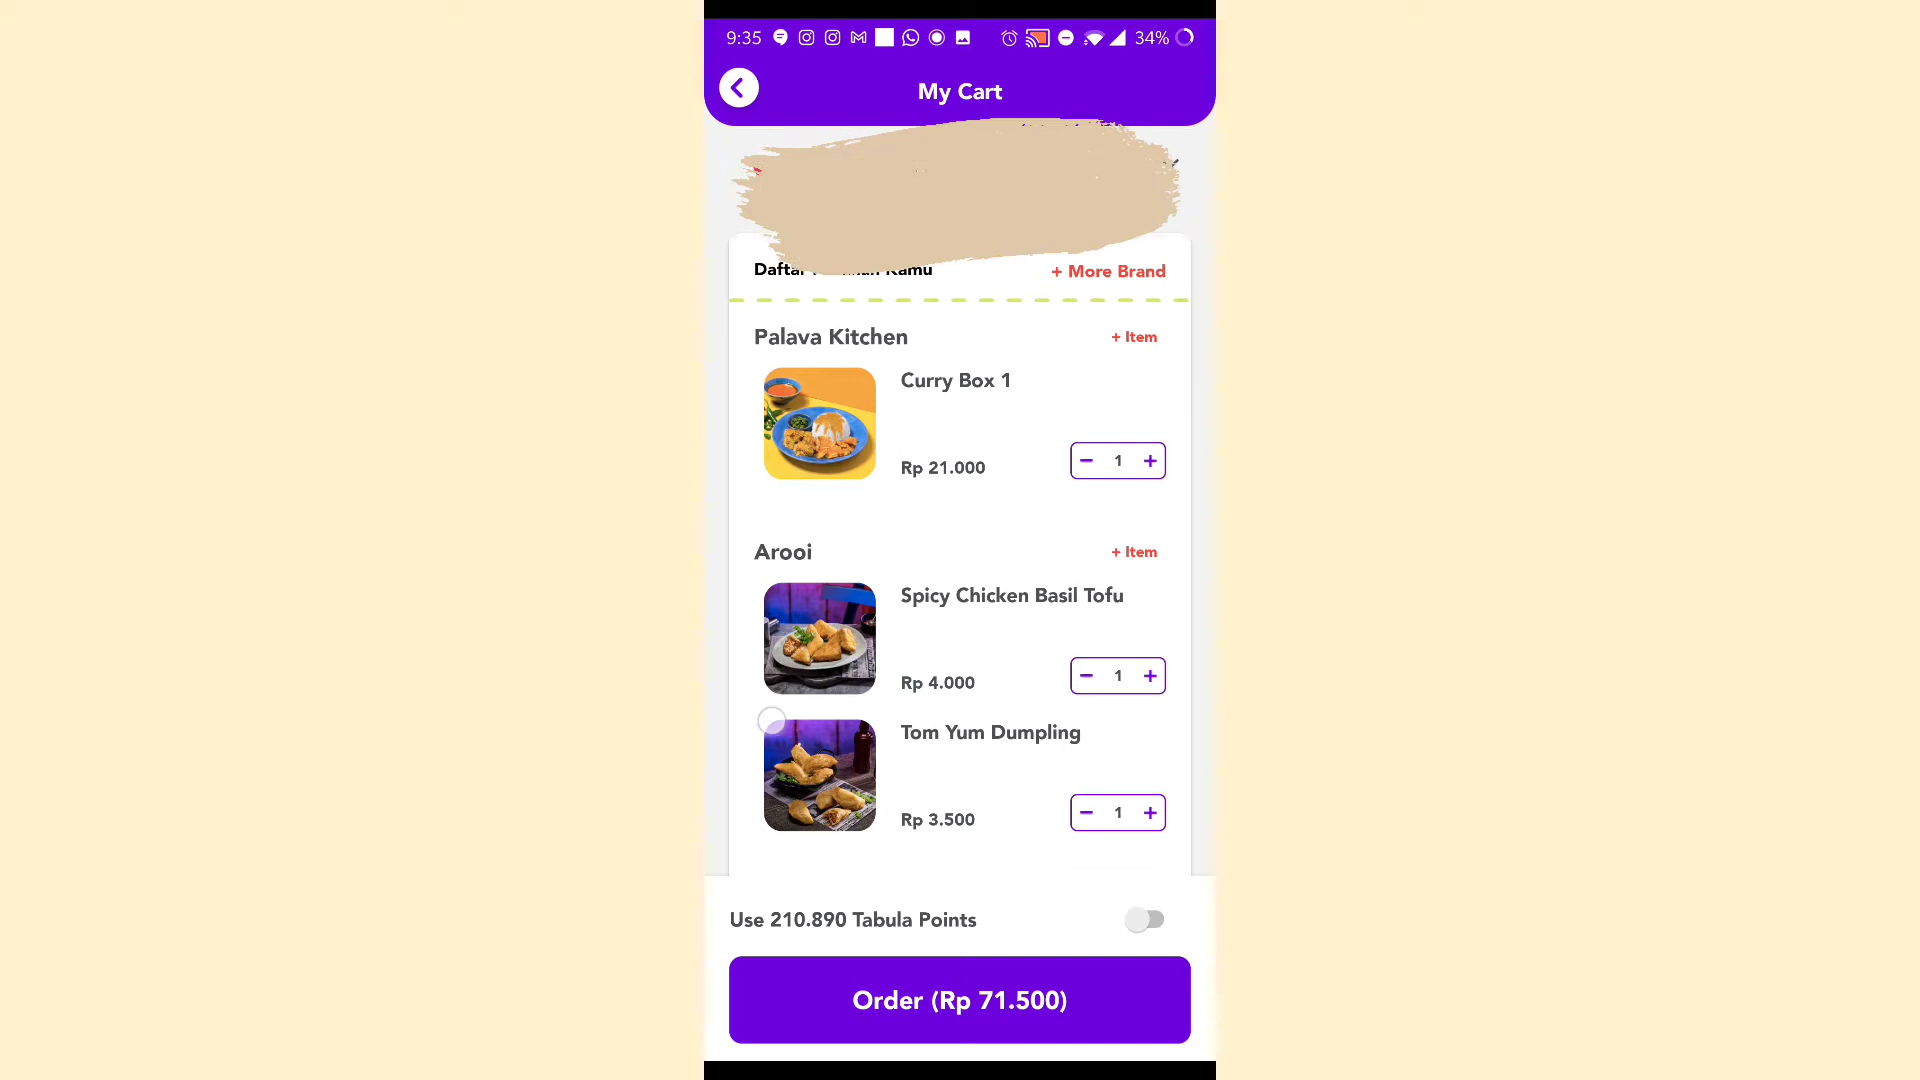 9:35
34%
My Cart
Daftar Kamu
+ More Brand
Palava Kitchen
+ Item
Curry Box 1
Rp 21.000
1
Arooi
+ Item
Spicy Chicken Basil Tofu
Rp 4.000
1
Tom Yum Dumpling
Rp 3.500
1
Use 210.890 Tabula Points
Order (Rp 71.500)